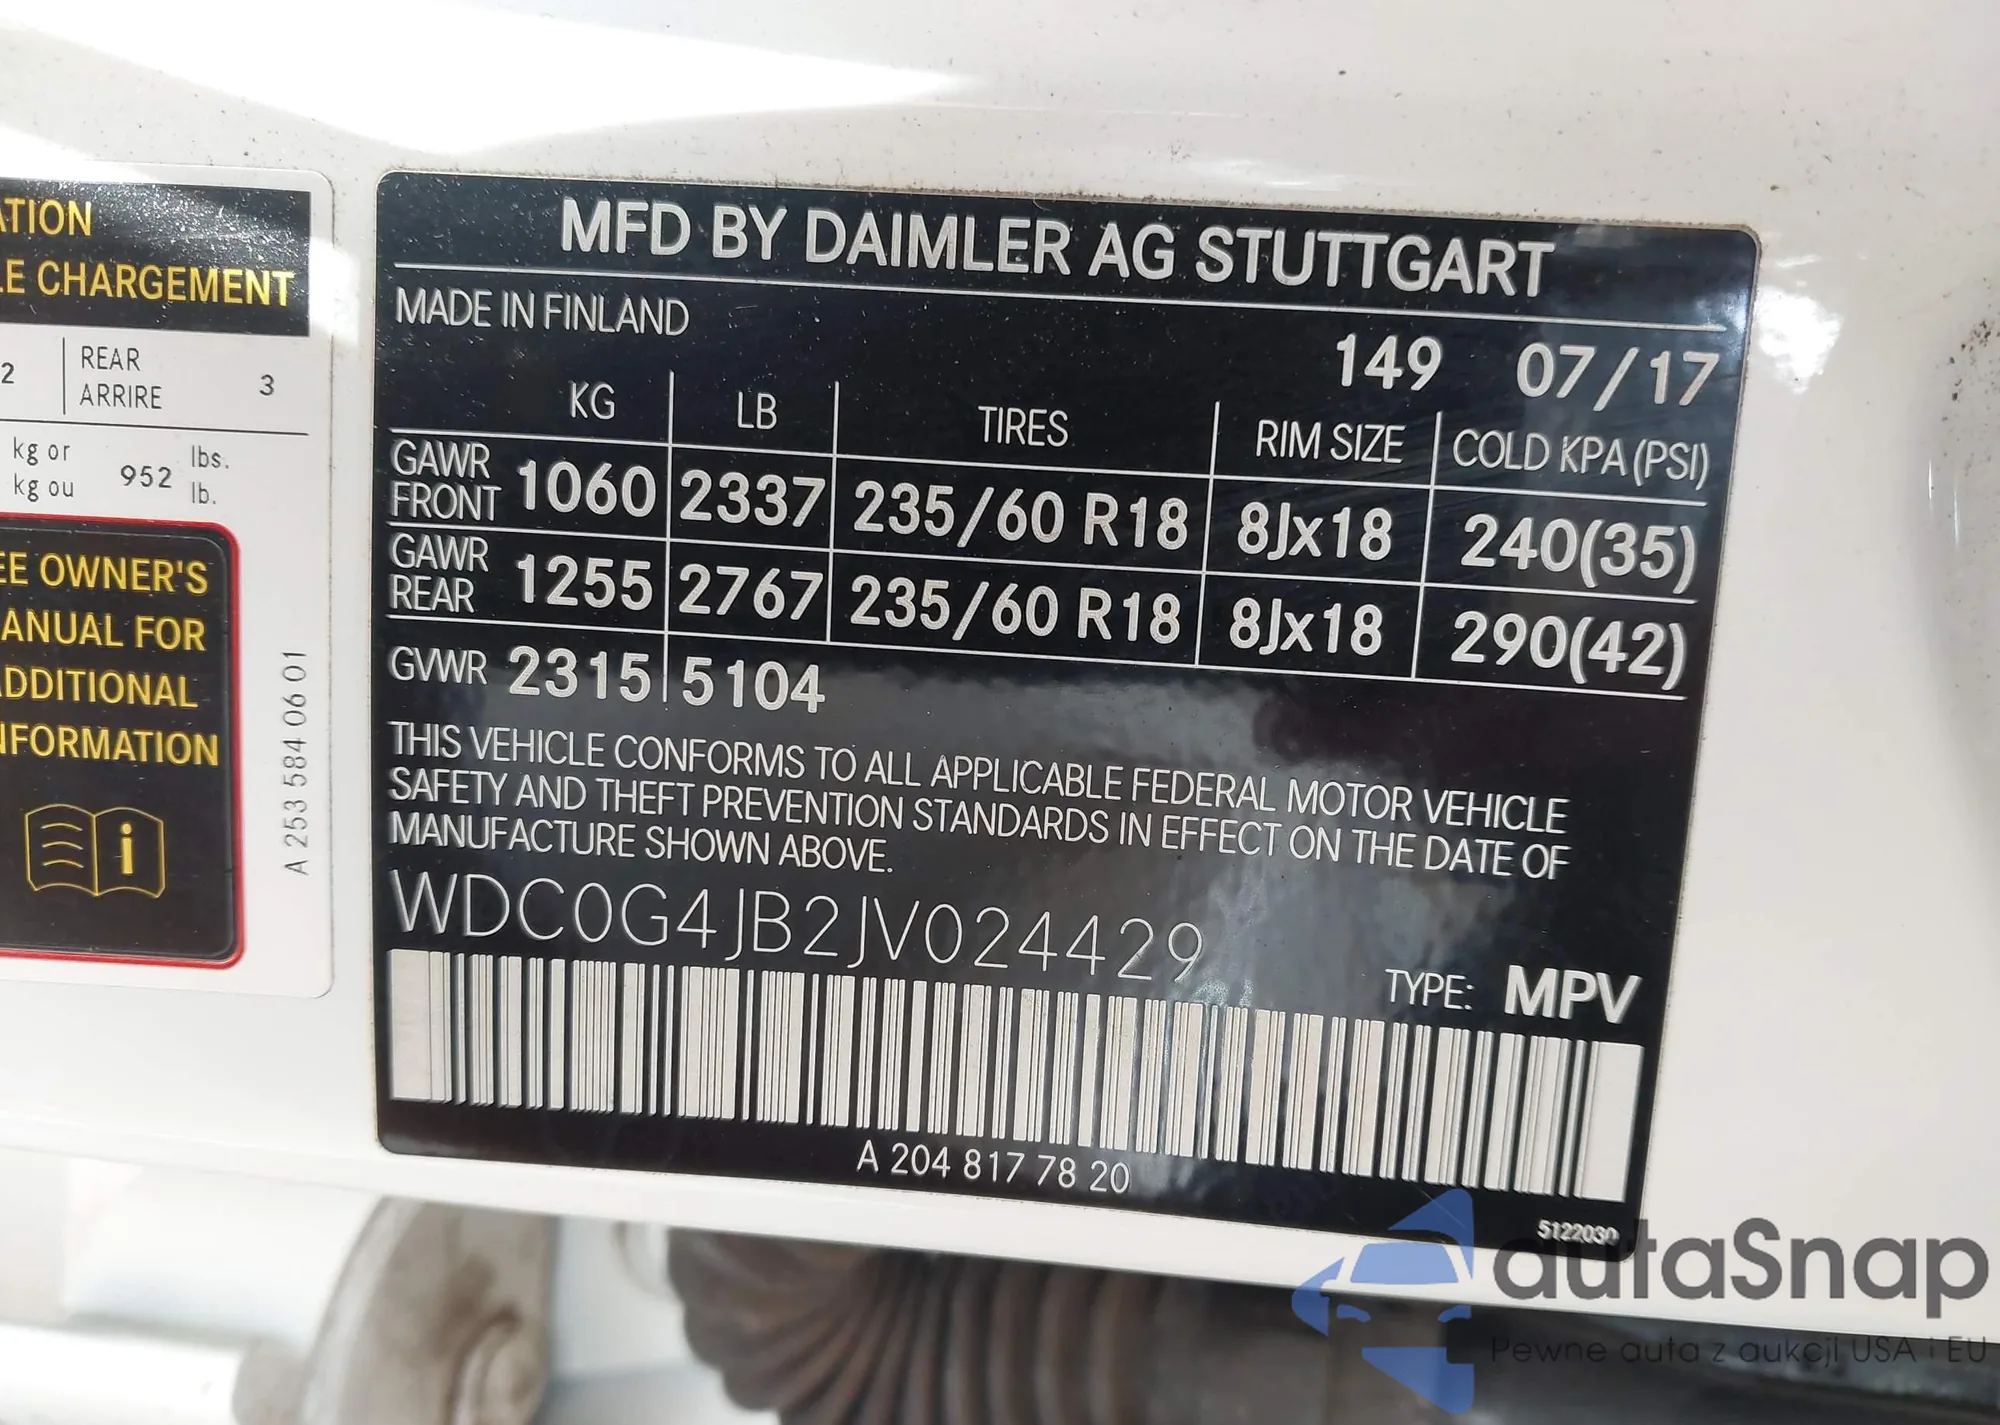 ATION
LE CHARGEMENT
2 REAR ARRIRE 3
kg or 952 lbs.
kg ou lb.
EE OWNER'S
ANUAL FOR
ADDITIONAL
NFORMATION
A 253 584 06 01
MFD BY DAIMLER AG STUTTGART
MADE IN FINLAND
149 07/17
KG LB TIRES RIM SIZE COLD KPA (PSI)
GAWR FRONT 1060 2337 235/60 R18 8Jx18 240(35)
GAWR REAR 1255 2767 235/60 R18 8Jx18 290(42)
GVWR 2315 5104
THIS VEHICLE CONFORMS TO ALL APPLICABLE FEDERAL MOTOR VEHICLE
SAFETY AND THEFT PREVENTION STANDARDS IN EFFECT ON THE DATE OF
MANUFACTURE SHOWN ABOVE.
WDC0G4JB2JV024429
TYPE: MPV
A 204 817 78 20
5122030
autaSnap
Pewne auta z aukcji USA i EU